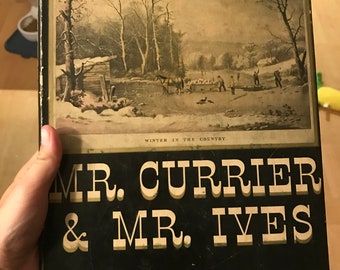 WINTER IN THE COUNTRY
MR. CURRIER
& MR. IVES